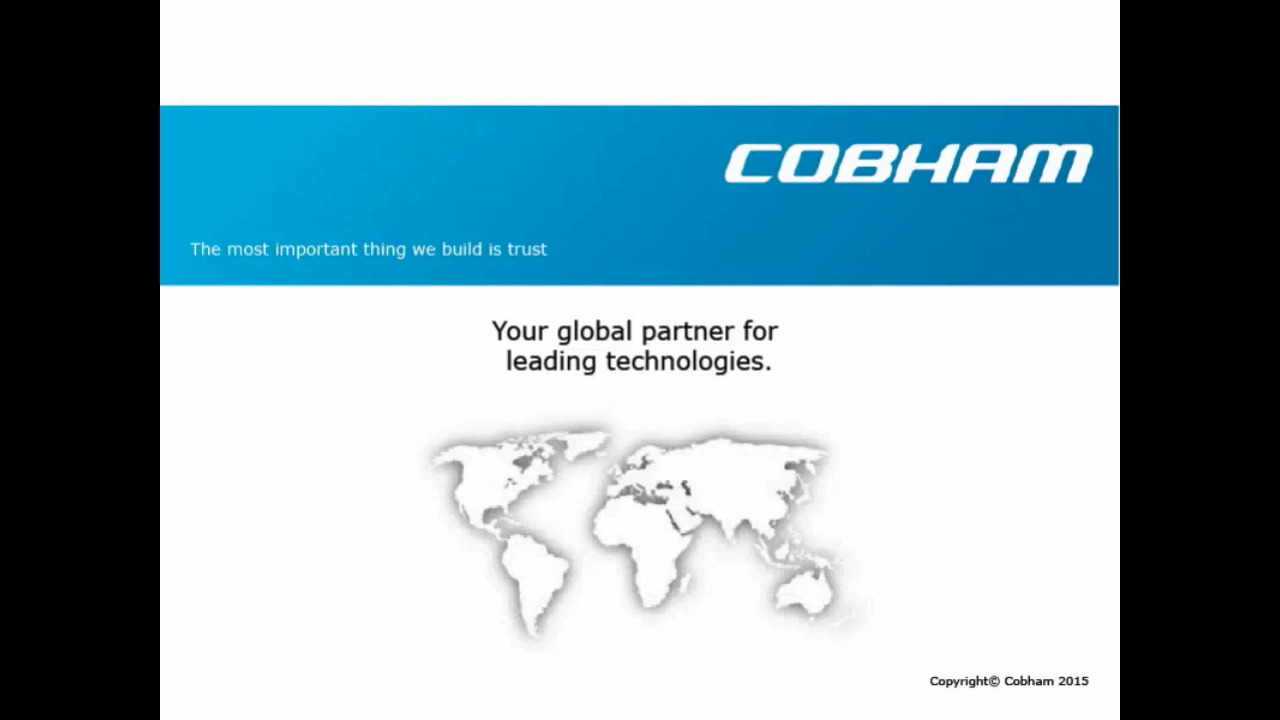 COBHAM
The most important thing we build is trust
Your global partner for
leading technologies.
Copyright© Cobham 2015